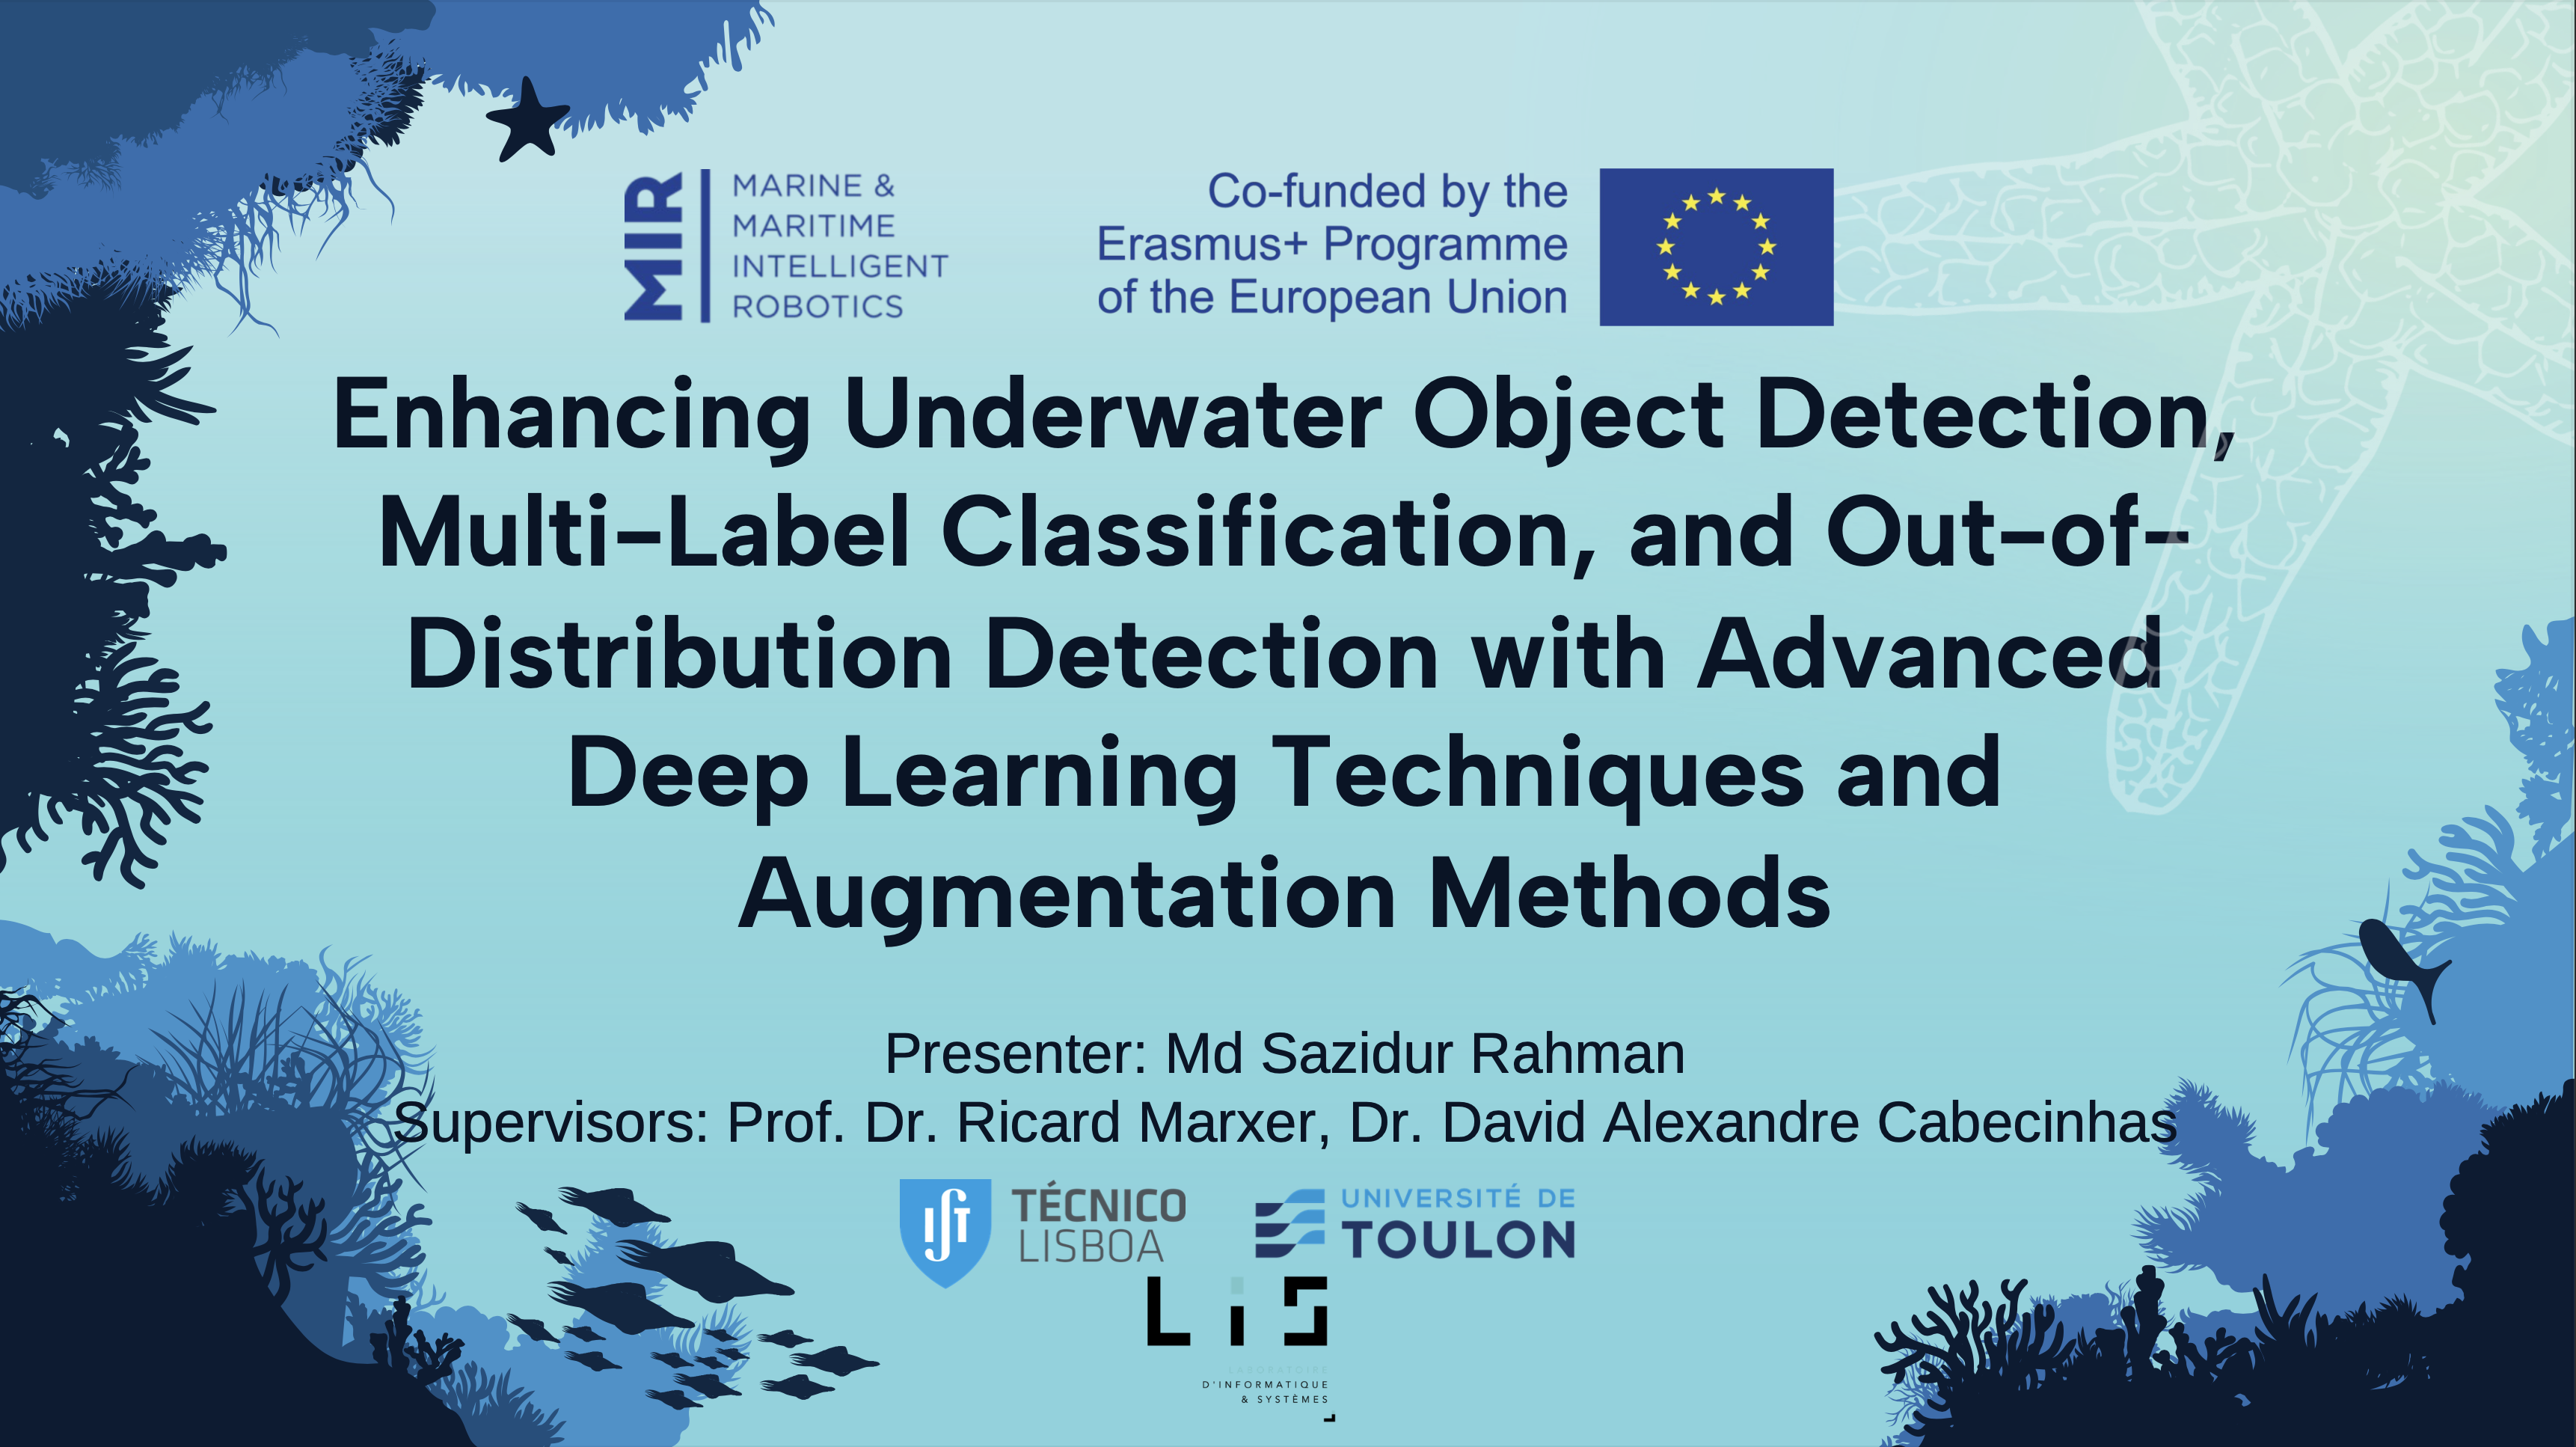 MIR
MARINE &
MARITIME
INTELLIGENT
ROBOTICS
Co-funded by the
Erasmus+ Programme
of the European Union
Enhancing Underwater Object Detection,
Multi-Label Classification, and Out-of-
Distribution Detection with Advanced
Deep Learning Techniques and
Augmentation Methods
Presenter: Md Sazidur Rahman
Supervisors: Prof. Dr. Ricard Marxer, Dr. David Alexandre Cabecinhas
IST
TÉCNICO
LISBOA
UNIVERSITÉ DE
TOULON
LiS
LABORATOIRE
D'INFORMATIQUE
& SYSTÈMES